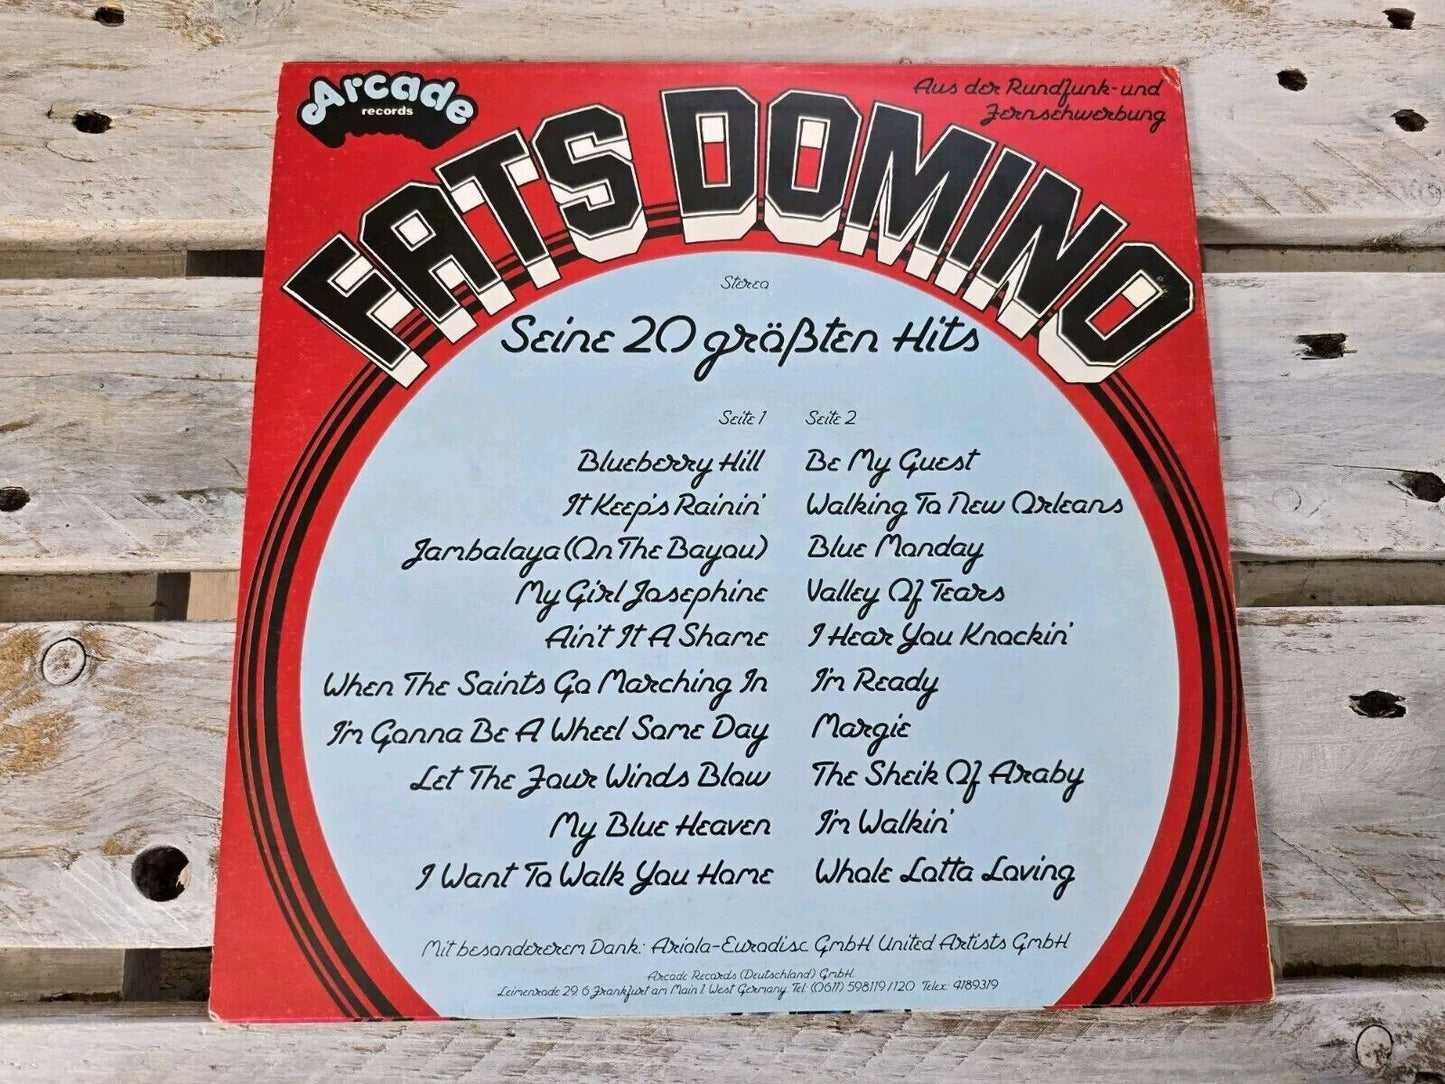 Arcade
records
Aus der Rundfunk- und
Fernsehwerbung
FATS DOMINO
Stereo
Seine 20 größten Hits
Seite 1
Blueberry Hill
It Keep's Rainin'
Jambalaya (On The Bayou)
My Girl Josephine
Ain't It A Shame
When The Saints Go Marching In
I'm Gonna Be A Wheel Some Day
Let The Four Winds Blow
My Blue Heaven
I Want To Walk You Home
Seite 2
Be My Guest
Walking To New Orleans
Blue Monday
Valley Of Tears
I Hear You Knockin'
I'm Ready
Margie
The Sheik Of Araby
I'm Walkin'
Whole Lotta Loving
Mit besondererem Dank: Ariola-Eurodisc GmbH United Artists GmbH
Arcade Records (Deutschland) GmbH.
Leimenrode 29. 6 Frankfurt am Main 1. West Germany. Tel. (0611) 598119/120 Telex: 4189319